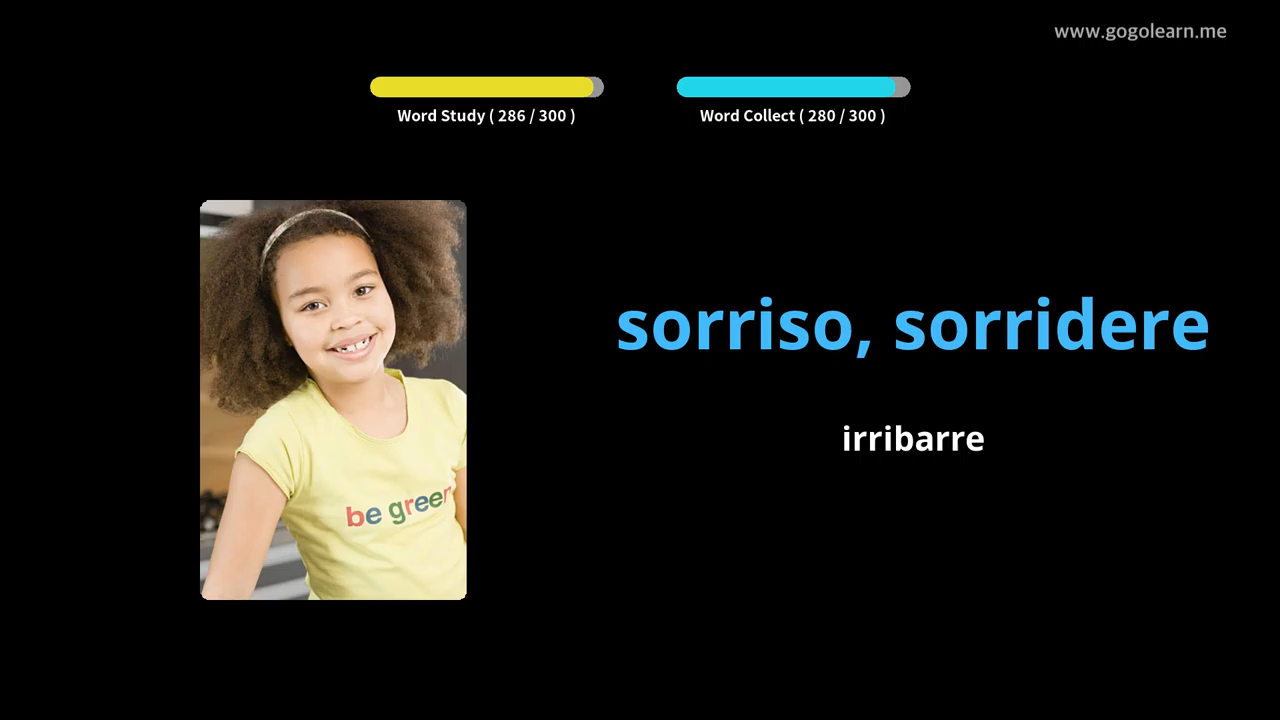 www.gogolearn.me
Word Study ( 286 / 300 )
Word Collect ( 280 / 300 )
sorriso, sorridere
irribarre
be green